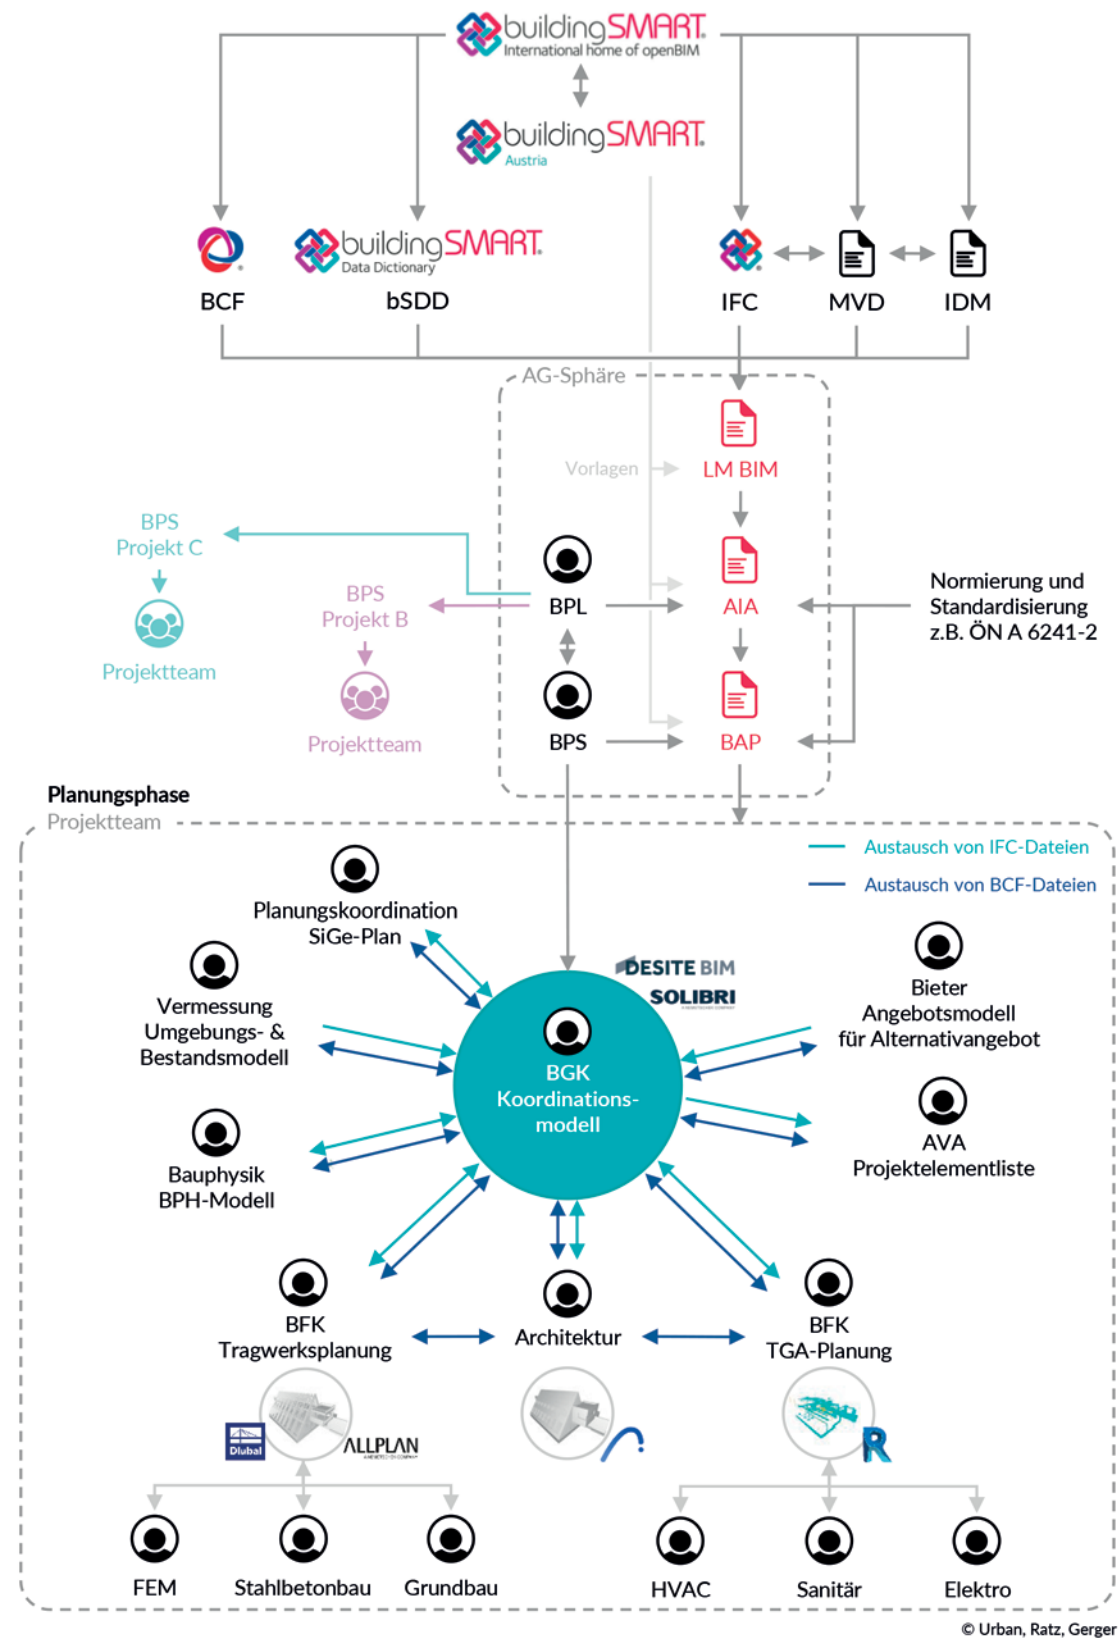 buildingSMART®
International home of openBIM
buildingSMART®
Austria
buildingSMART®
Data Dictionary
BCF
bSDD
IFC
MVD
IDM
AG-Sphäre
Vorlagen
LM BIM
BPS
Projekt C
Projektteam
BPS
Projekt B
Projektteam
BPL
AIA
Normierung und
Standardisierung
z.B. ÖN A 6241-2
BPS
BAP
Planungsphase
Projektteam
Austausch von IFC-Dateien
Austausch von BCF-Dateien
Planungskoordination
SiGe-Plan
DESITE BIM
SOLIBRI
Vermessung
Umgebungs- &
Bestandsmodell
Bieter
Angebotsmodell
für Alternativangebot
BGK
Koordinations-
modell
Bauphysik
BPH-Modell
AVA
Projektelementliste
BFK
Tragwerksplanung
Architektur
BFK
TGA-Planung
Dlubal
ALLPLAN
A NEMETSCHEK COMPANY
R
FEM
Stahlbetonbau
Grundbau
HVAC
Sanitär
Elektro
© Urban, Ratz, Gerger